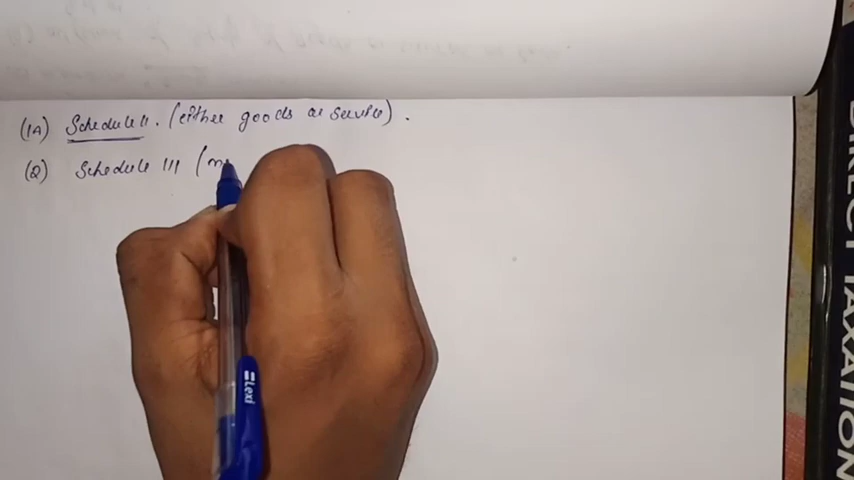 (1A) Schedule II. (either goods or service).
(2) Schedule III (n
Lexi
DIRECT TAXATION